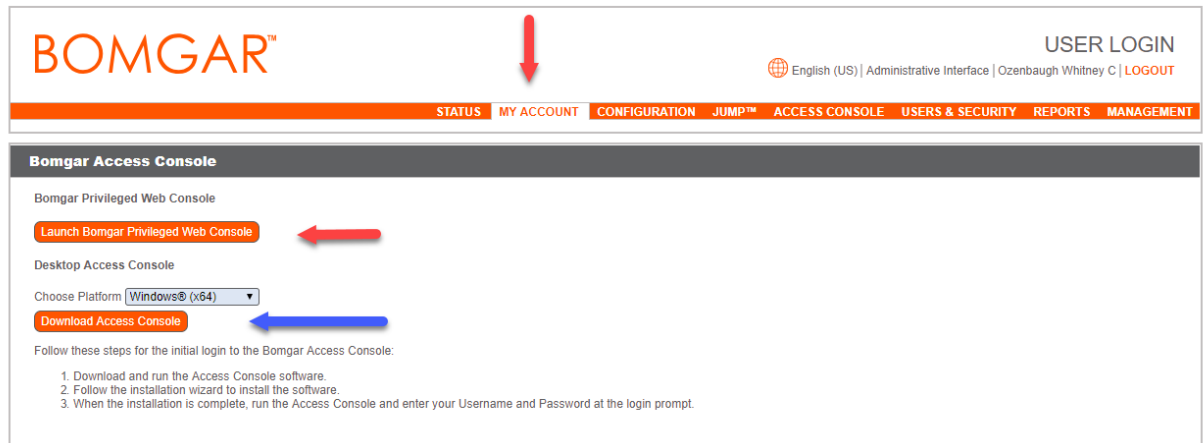 BOMGAR™
USER LOGIN
English (US) | Administrative Interface | Ozenbaugh Whitney C | LOGOUT
STATUS MY ACCOUNT CONFIGURATION JUMP™ ACCESS CONSOLE USERS & SECURITY REPORTS MANAGEMENT
Bomgar Access Console
Bomgar Privileged Web Console
Launch Bomgar Privileged Web Console
Desktop Access Console
Choose Platform Windows® (x64)
Download Access Console
Follow these steps for the initial login to the Bomgar Access Console:
1. Download and run the Access Console software.
2. Follow the installation wizard to install the software.
3. When the installation is complete, run the Access Console and enter your Username and Password at the login prompt.